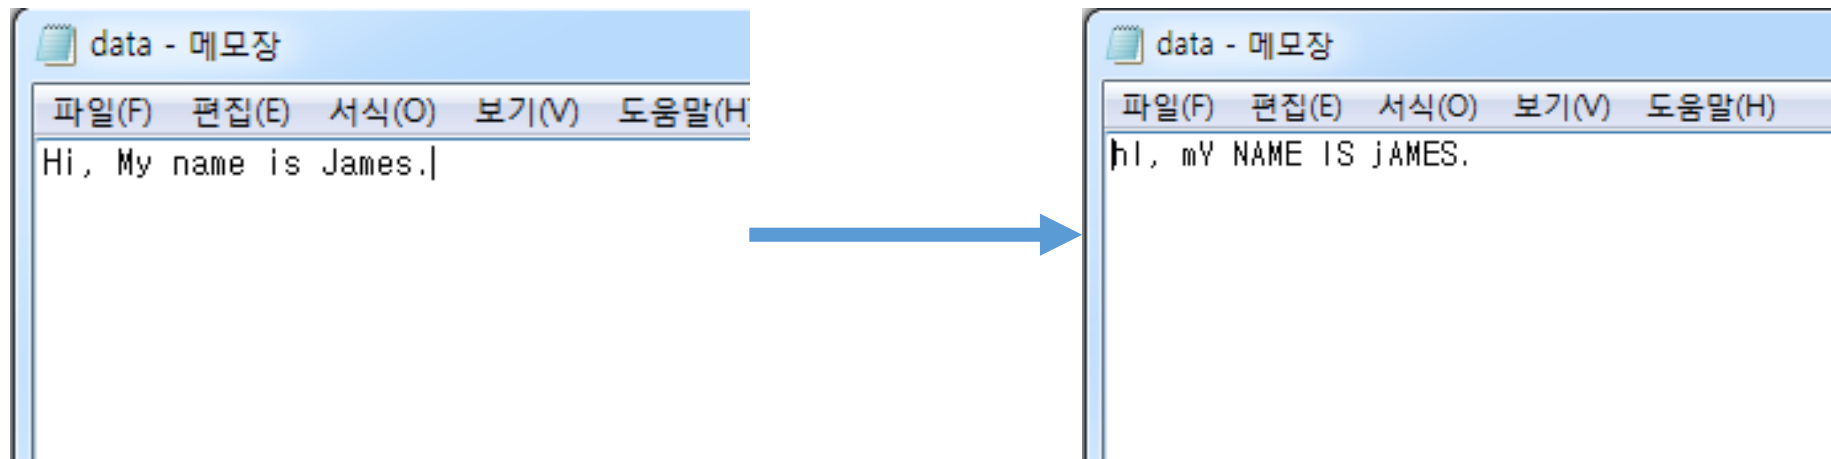 data - 메모장
파일(F) 편집(E) 서식(O) 보기(V) 도움말(H)
Hi, My name is James.
data - 메모장
파일(F) 편집(E) 서식(O) 보기(V) 도움말(H)
hI, mY NAME IS jAMES.